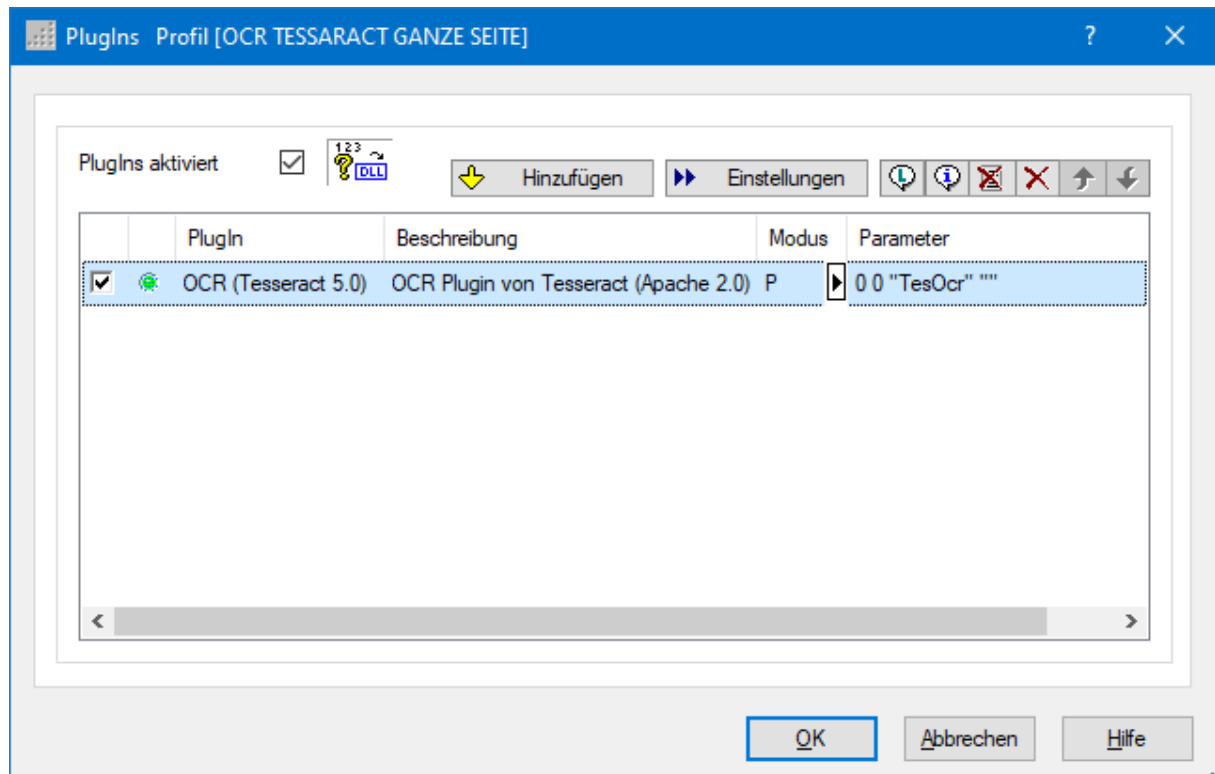 PlugIns Profil [OCR TESSARACT GANZE SEITE]
PlugIns aktiviert
123
DLL
Hinzufügen
Einstellungen
PlugIn Beschreibung Modus Parameter
OCR (Tesseract 5.0) OCR Plugin von Tesseract (Apache 2.0) P 0 0 "TesOcr" ""
OK Abbrechen Hilfe